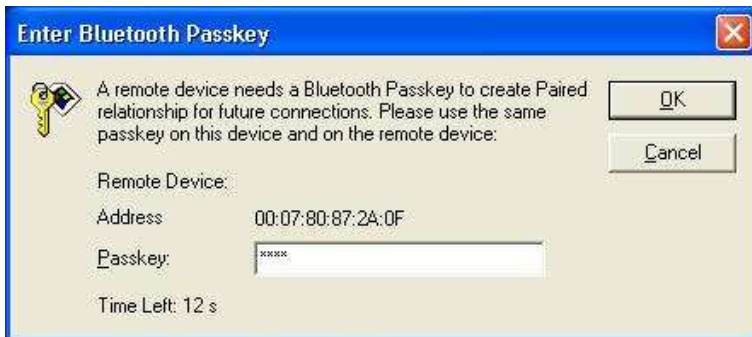 Enter Bluetooth Passkey
A remote device needs a Bluetooth Passkey to create Paired
relationship for future connections. Please use the same
passkey on this device and on the remote device:
OK
Cancel
Remote Device:
Address 00:07:80:87:2A:0F
Passkey: ****
Time Left: 12 s